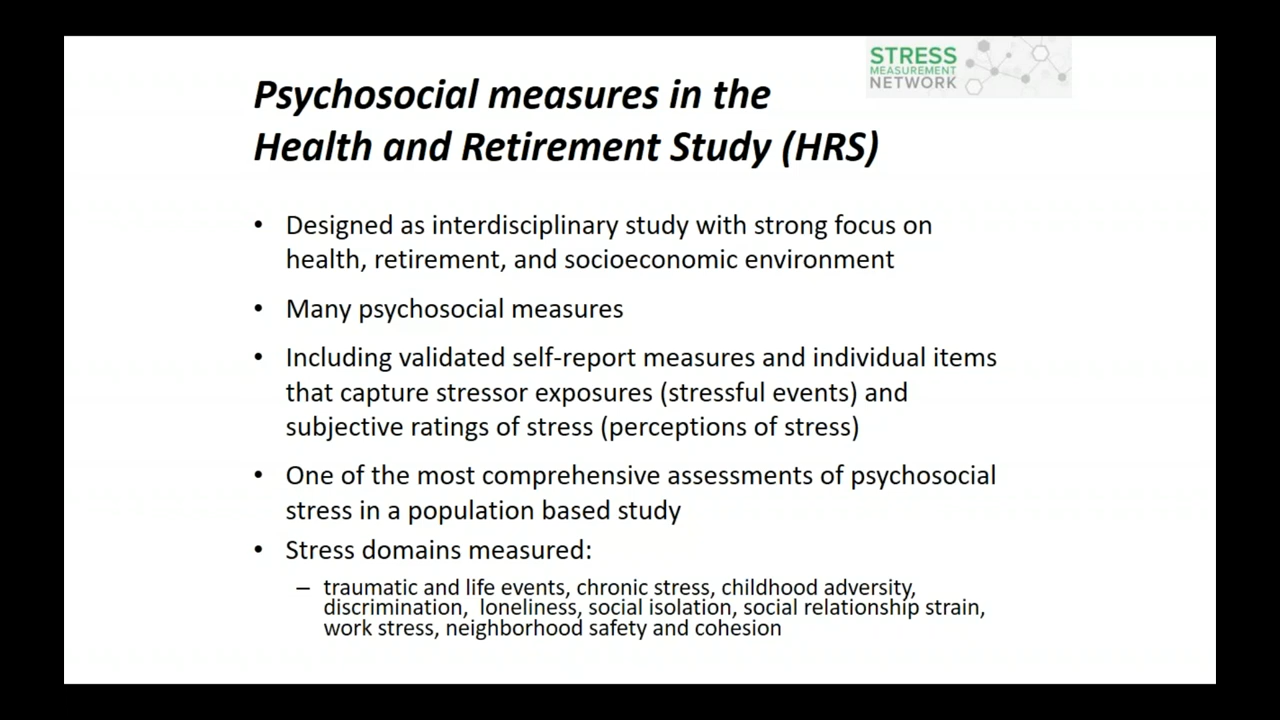 STRESS
MEASUREMENT
NETWORK
Psychosocial measures in the
Health and Retirement Study (HRS)
• Designed as interdisciplinary study with strong focus on
health, retirement, and socioeconomic environment
• Many psychosocial measures
• Including validated self-report measures and individual items
that capture stressor exposures (stressful events) and
subjective ratings of stress (perceptions of stress)
• One of the most comprehensive assessments of psychosocial
stress in a population based study
• Stress domains measured:
– traumatic and life events, chronic stress, childhood adversity,
discrimination,  loneliness, social isolation, social relationship strain,
work stress, neighborhood safety and cohesion